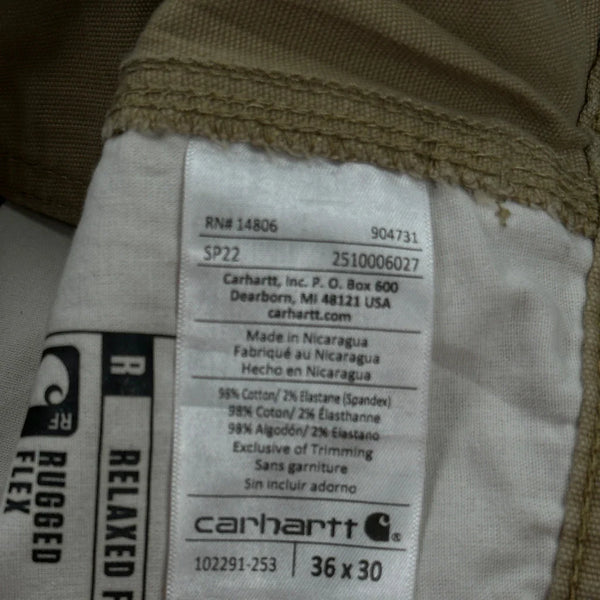 RN# 14806 904731
SP22 2510006027
Carhartt, Inc. P. O. Box 600
Dearborn, MI 48121 USA
carhartt.com
Made in Nicaragua
Fabriqué au Nicaragua
Hecho en Nicaragua
98% Cotton/ 2% Elastane (Spandex)
98% Coton/ 2% Élasthanne
98% Algodón/ 2% Elastano
Exclusive of Trimming
Sans garniture
Sin incluir adorno
carhartt ®
102291-253 36 x 30
R RELAXED F
RF RUGGED
FLEX